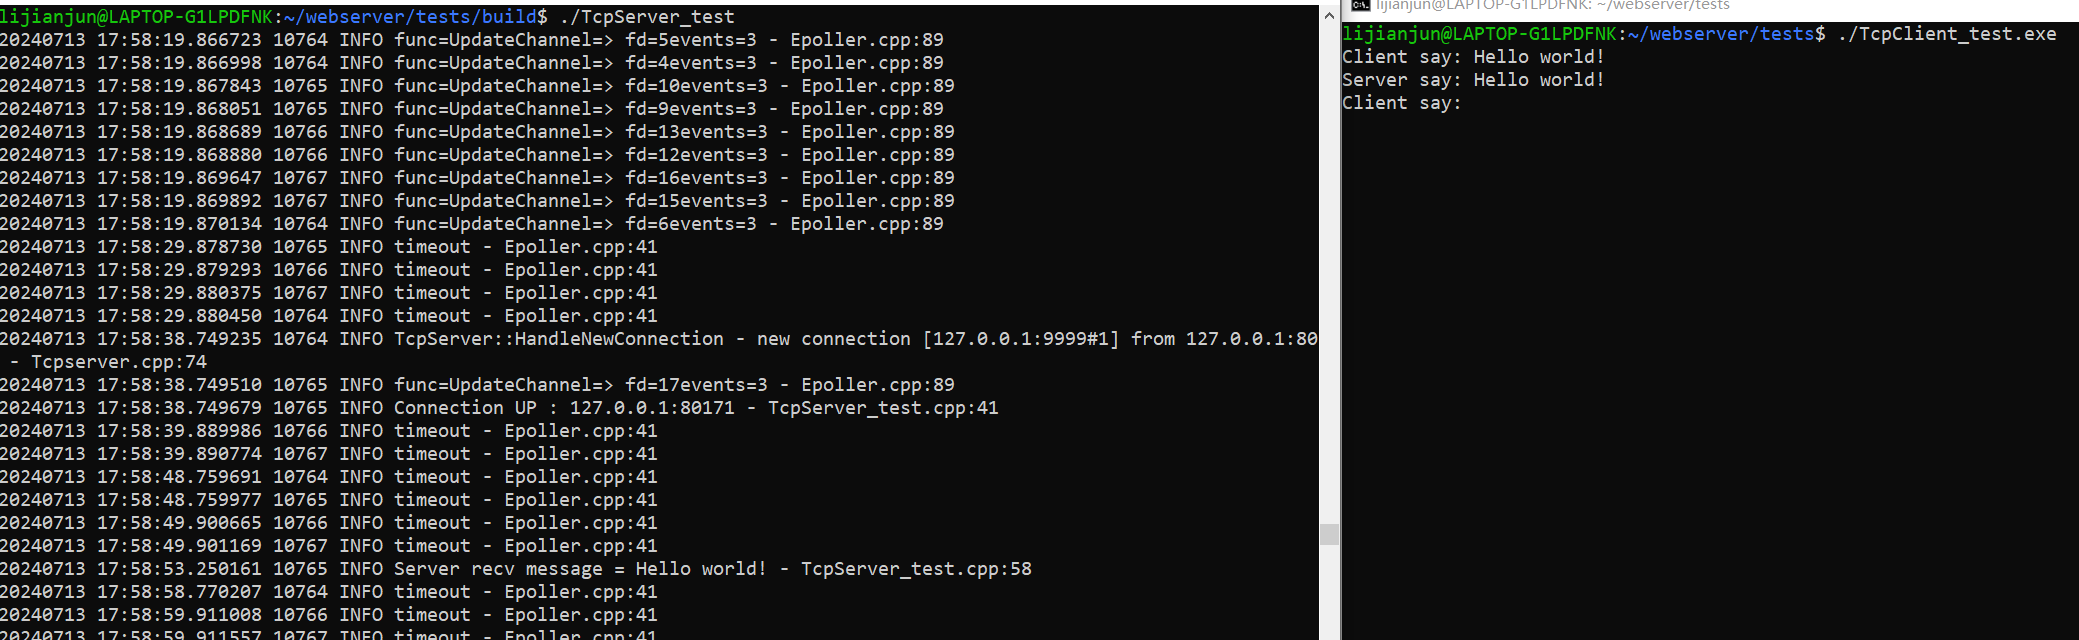 lijianjun@LAPTOP-G1LPDFNK:~/webserver/tests/build$ ./TcpServer_test
20240713 17:58:19.866723 10764 INFO func=UpdateChannel=> fd=5events=3 - Epoller.cpp:89
20240713 17:58:19.866998 10764 INFO func=UpdateChannel=> fd=4events=3 - Epoller.cpp:89
20240713 17:58:19.867843 10765 INFO func=UpdateChannel=> fd=10events=3 - Epoller.cpp:89
20240713 17:58:19.868051 10765 INFO func=UpdateChannel=> fd=9events=3 - Epoller.cpp:89
20240713 17:58:19.868689 10766 INFO func=UpdateChannel=> fd=13events=3 - Epoller.cpp:89
20240713 17:58:19.868880 10766 INFO func=UpdateChannel=> fd=12events=3 - Epoller.cpp:89
20240713 17:58:19.869647 10767 INFO func=UpdateChannel=> fd=16events=3 - Epoller.cpp:89
20240713 17:58:19.869892 10767 INFO func=UpdateChannel=> fd=15events=3 - Epoller.cpp:89
20240713 17:58:19.870134 10764 INFO func=UpdateChannel=> fd=6events=3 - Epoller.cpp:89
20240713 17:58:29.878730 10765 INFO timeout - Epoller.cpp:41
20240713 17:58:29.879293 10766 INFO timeout - Epoller.cpp:41
20240713 17:58:29.880375 10767 INFO timeout - Epoller.cpp:41
20240713 17:58:29.880450 10764 INFO timeout - Epoller.cpp:41
20240713 17:58:38.749235 10764 INFO TcpServer::HandleNewConnection - new connection [127.0.0.1:9999#1] from 127.0.0.1:80
 - Tcpserver.cpp:74
20240713 17:58:38.749510 10765 INFO func=UpdateChannel=> fd=17events=3 - Epoller.cpp:89
20240713 17:58:38.749679 10765 INFO Connection UP : 127.0.0.1:80171 - TcpServer_test.cpp:41
20240713 17:58:39.889986 10766 INFO timeout - Epoller.cpp:41
20240713 17:58:39.890774 10767 INFO timeout - Epoller.cpp:41
20240713 17:58:48.759691 10764 INFO timeout - Epoller.cpp:41
20240713 17:58:48.759977 10765 INFO timeout - Epoller.cpp:41
20240713 17:58:49.900665 10766 INFO timeout - Epoller.cpp:41
20240713 17:58:49.901169 10767 INFO timeout - Epoller.cpp:41
20240713 17:58:53.250161 10765 INFO Server recv message = Hello world! - TcpServer_test.cpp:58
20240713 17:58:58.770207 10764 INFO timeout - Epoller.cpp:41
20240713 17:58:59.911008 10766 INFO timeout - Epoller.cpp:41
20240713 17:58:59.911557 10767 INFO timeout - Epoller.cpp:41
lijianjun@LAPTOP-G1LPDFNK: ~/webserver/tests
lijianjun@LAPTOP-G1LPDFNK:~/webserver/tests$ ./TcpClient_test.exe
Client say: Hello world!
Server say: Hello world!
Client say: